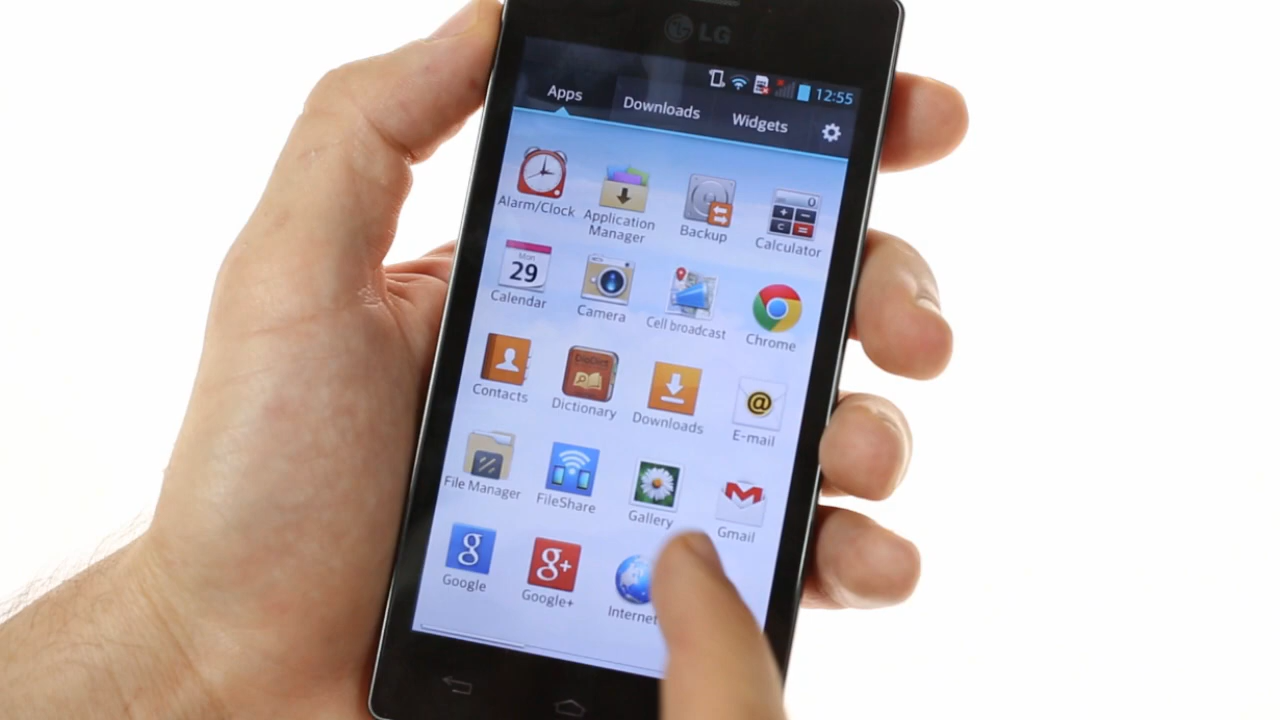 LG
12:55
Apps Downloads Widgets
Alarm/Clock Application Manager Backup Calculator
Mon
29
Calendar Camera Cell broadcast Chrome
DioDict
Contacts Dictionary Downloads E-mail
File Manager FileShare Gallery Gmail
Google Google+ Internet